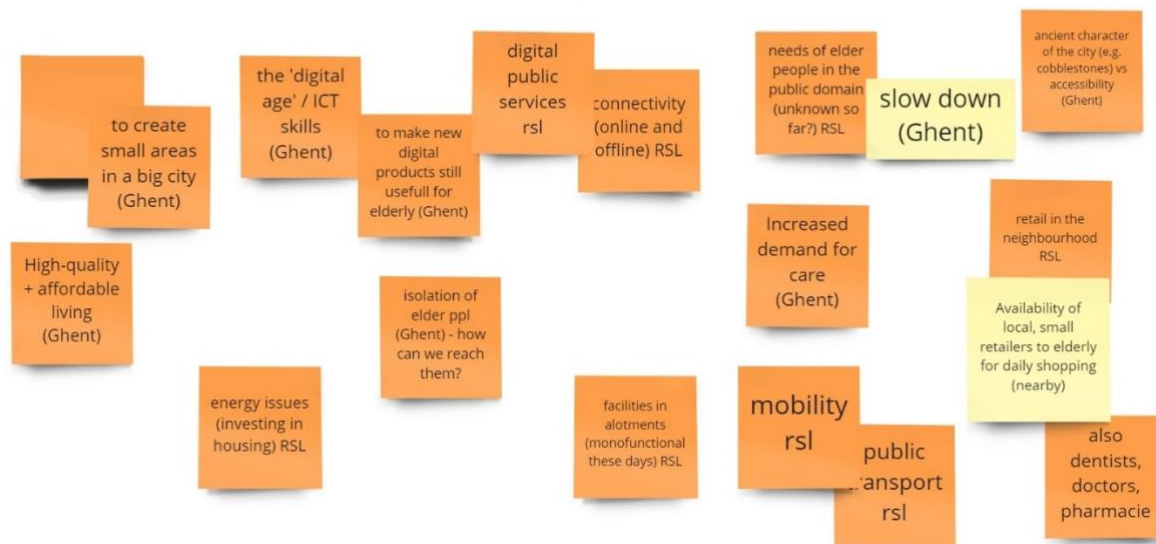 to create
small areas
in a big city
(Ghent)
the 'digital
age' / ICT
skills
(Ghent)
to make new
digital
products still
usefull for
elderly (Ghent)
digital
public
services
rsl
connectivity
(online and
offline) RSL
needs of elder
people in the
public domain
(unknown so
far?) RSL
slow down
(Ghent)
ancient character
of the city (e.g.
cobblestones) vs
accessibility
(Ghent)
High-quality
+ affordable
living
(Ghent)
isolation of
elder ppl
(Ghent) - how
can we reach
them?
Increased
demand for
care
(Ghent)
retail in the
neighbourhood
RSL
Availability of
local, small
retailers to elderly
for daily shopping
(nearby)
energy issues
(investing in
housing) RSL
facilities in
alotments
(monofunctional
these days) RSL
mobility
rsl
public
transport
rsl
also
dentists,
doctors,
pharmacie